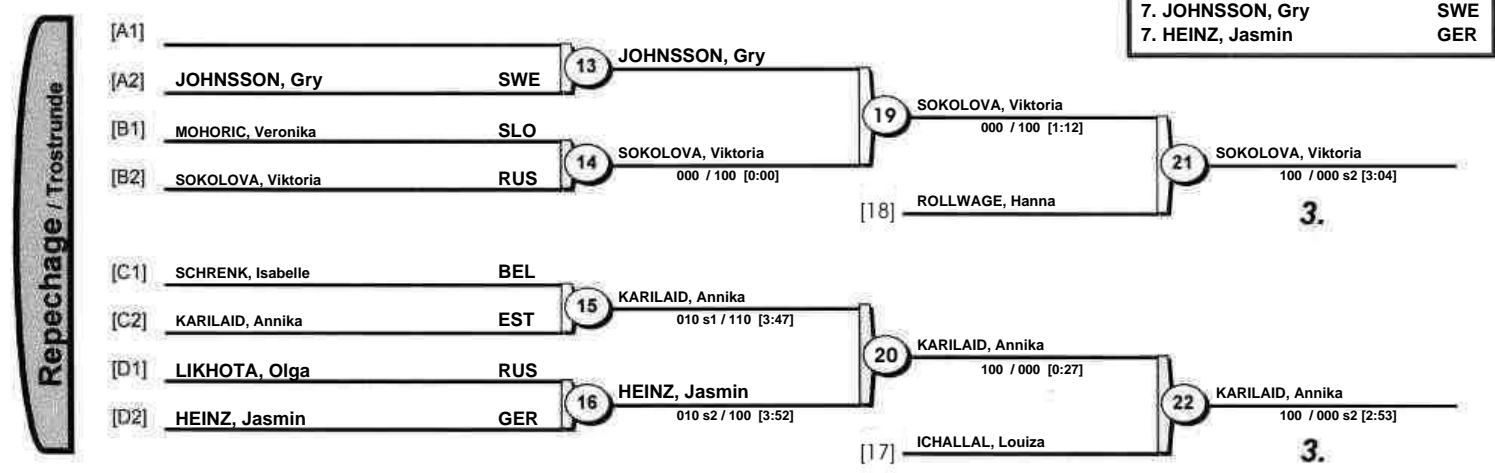 7. JOHNSSON, Gry SWE
7. HEINZ, Jasmin GER
Repechage / Trostrunde
[A1]
[A2] JOHNSSON, Gry SWE
13
JOHNSSON, Gry
[B1] MOHORIC, Veronika SLO
[B2] SOKOLOVA, Viktoria RUS
14
SOKOLOVA, Viktoria
000 / 100 [0:00]
19
SOKOLOVA, Viktoria
000 / 100 [1:12]
[18] ROLLWAGE, Hanna
21
SOKOLOVA, Viktoria
100 / 000 s2 [3:04]
3.
[C1] SCHRENK, Isabelle BEL
[C2] KARILAID, Annika EST
15
KARILAID, Annika
010 s1 / 110 [3:47]
[D1] LIKHOTA, Olga RUS
[D2] HEINZ, Jasmin GER
16
HEINZ, Jasmin
010 s2 / 100 [3:52]
20
KARILAID, Annika
100 / 000 [0:27]
[17] ICHALLAL, Louiza
22
KARILAID, Annika
100 / 000 s2 [2:53]
3.